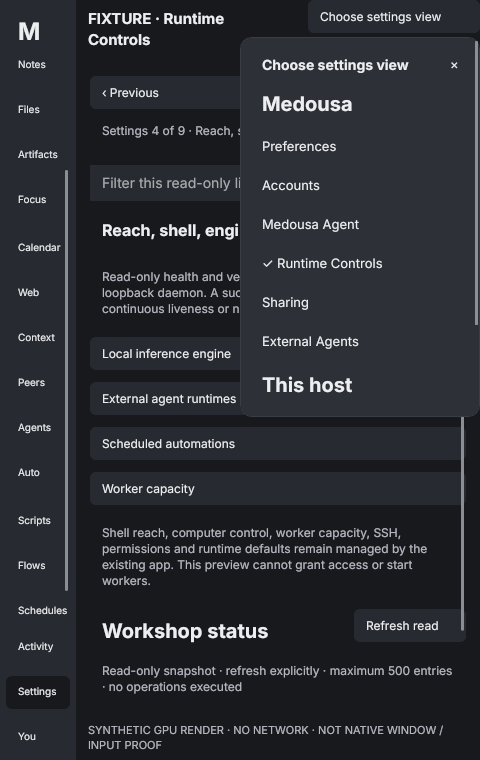 M
Notes
Files
Artifacts
Focus
Calendar
Web
Context
Peers
Agents
Auto
Scripts
Flows
Schedules
Activity
Settings
You
FIXTURE · Runtime
Controls
Choose settings view
‹ Previous
Settings 4 of 9 · Reach, s
Filter this read-only li
Reach, shell, engi
Read-only health and ve
loopback daemon. A suc
continuous liveness or n
Local inference engine
External agent runtimes
Scheduled automations
Worker capacity
Shell reach, computer control, worker capacity, SSH,
permissions and runtime defaults remain managed by the
existing app. This preview cannot grant access or start
workers.
Workshop status
Refresh read
Read-only snapshot · refresh explicitly · maximum 500 entries
· no operations executed
Choose settings view ×
Medousa
Preferences
Accounts
Medousa Agent
✓ Runtime Controls
Sharing
External Agents
This host
SYNTHETIC GPU RENDER · NO NETWORK · NOT NATIVE WINDOW /
INPUT PROOF